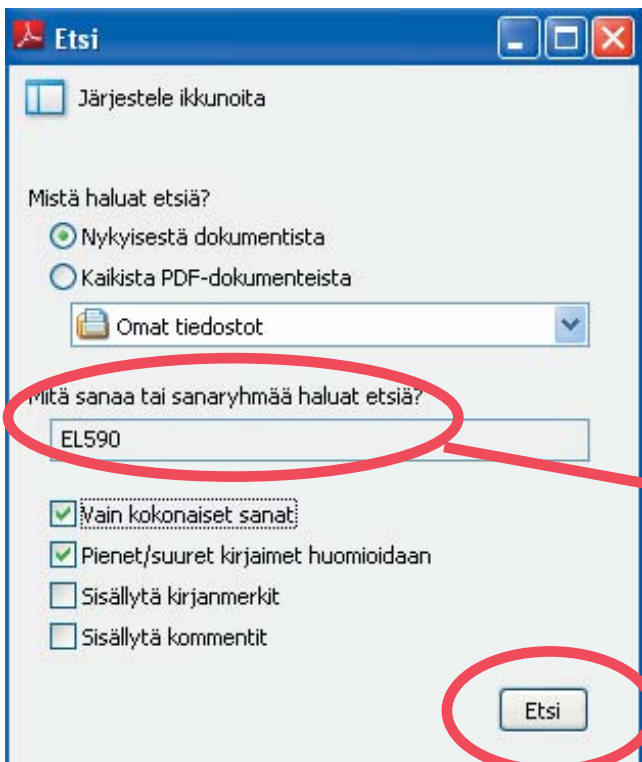 Etsi
Järjestele ikkunoita
Mistä haluat etsiä?
Nykyisestä dokumentista
Kaikista PDF-dokumenteista
Omat tiedostot
Mitä sanaa tai sanaryhmää haluat etsiä?
EL590
Vain kokonaiset sanat
Pienet/suuret kirjaimet huomioidaan
Sisällytä kirjanmerkit
Sisällytä kommentit
Etsi